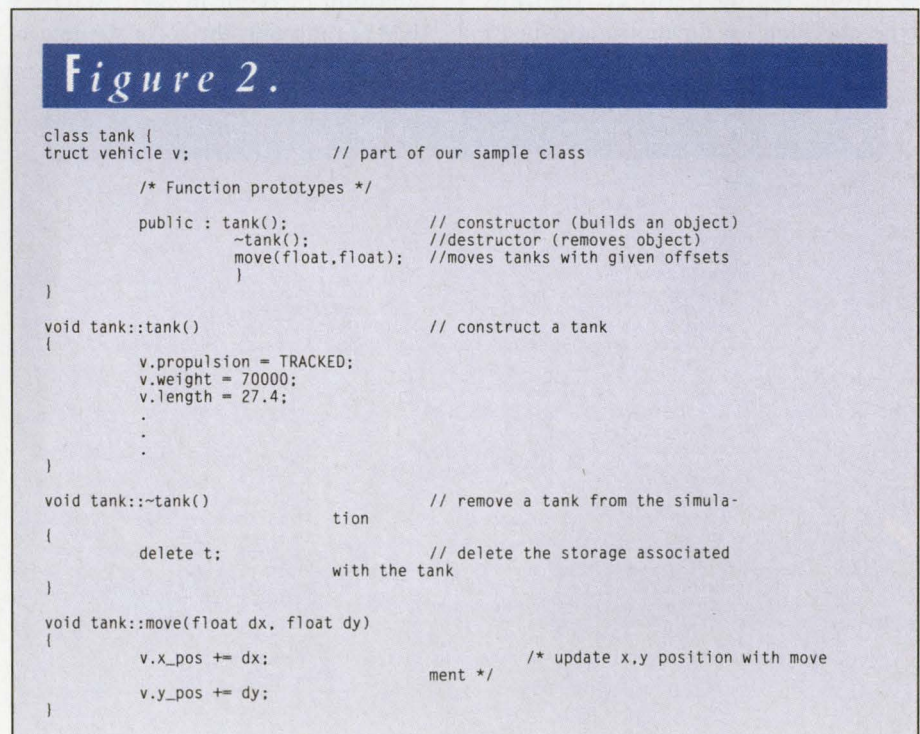 Figure 2.
class tank {
truct vehicle v; // part of our sample class
/* Function prototypes */
public : tank(); // constructor (builds an object)
~tank(); //destructor (removes object)
move(float,float); //moves tanks with given offsets
}
}
void tank::tank() // construct a tank
{
v.propulsion = TRACKED;
v.weight = 70000;
v.length = 27.4;
.
.
.
}
void tank::~tank() // remove a tank from the simula-
tion
{
delete t; // delete the storage associated
with the tank
}
void tank::move(float dx, float dy)
{
v.x_pos += dx; /* update x,y position with move
ment */
v.y_pos += dy;
}